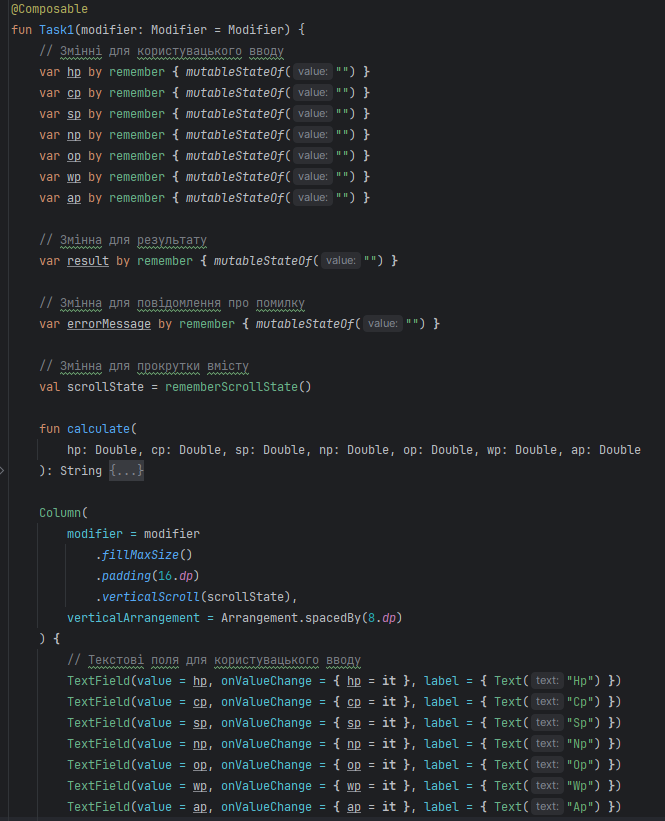 @Composable
fun Task1(modifier: Modifier = Modifier) {
// Змінні для користувацького вводу
var hp by remember { mutableStateOf( value: "") }
var cp by remember { mutableStateOf( value: "") }
var sp by remember { mutableStateOf( value: "") }
var np by remember { mutableStateOf( value: "") }
var op by remember { mutableStateOf( value: "") }
var wp by remember { mutableStateOf( value: "") }
var ap by remember { mutableStateOf( value: "") }
// Змінна для результату
var result by remember { mutableStateOf( value: "") }
// Змінна для повідомлення про помилку
var errorMessage by remember { mutableStateOf( value: "") }
// Змінна для прокрутки вмісту
val scrollState = rememberScrollState()
fun calculate(
hp: Double, cp: Double, sp: Double, np: Double, op: Double, wp: Double, ap: Double
): String {...}
Column(
modifier = modifier
.fillMaxSize()
.padding(16.dp)
.verticalScroll(scrollState),
verticalArrangement = Arrangement.spacedBy(8.dp)
) {
// Текстові поля для користувацького вводу
TextField(value = hp, onValueChange = { hp = it }, label = { Text( text: "Hp") })
TextField(value = cp, onValueChange = { cp = it }, label = { Text( text: "Cp") })
TextField(value = sp, onValueChange = { sp = it }, label = { Text( text: "Sp") })
TextField(value = np, onValueChange = { np = it }, label = { Text( text: "Np") })
TextField(value = op, onValueChange = { op = it }, label = { Text( text: "Op") })
TextField(value = wp, onValueChange = { wp = it }, label = { Text( text: "Wp") })
TextField(value = ap, onValueChange = { ap = it }, label = { Text( text: "Ap") })